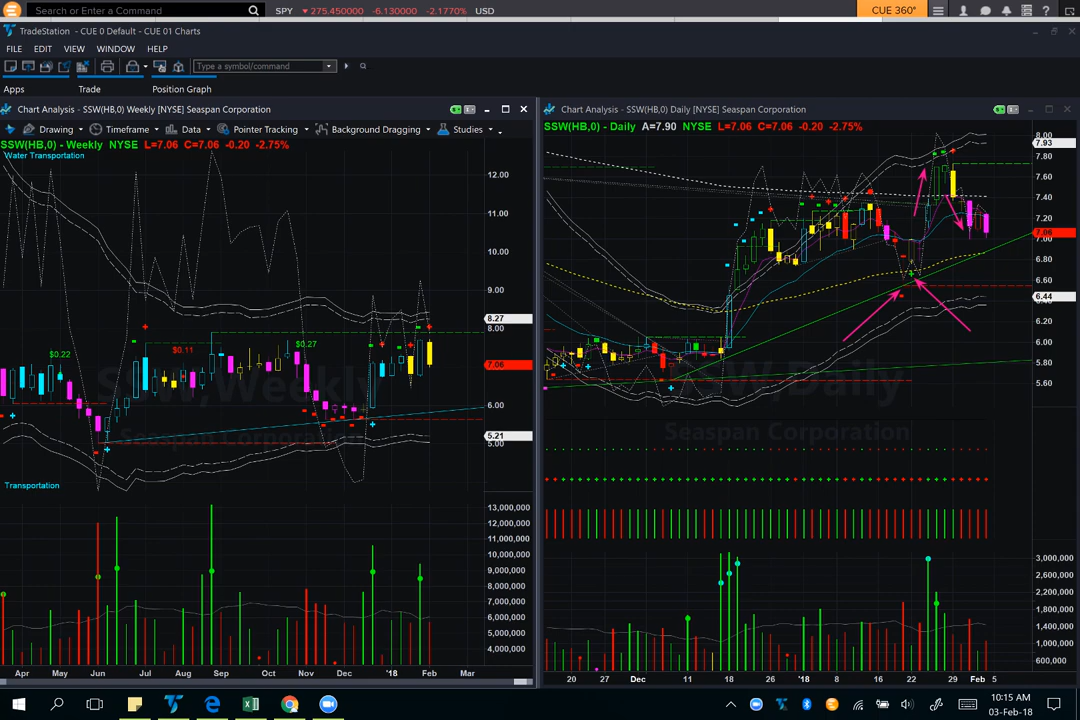 Search or Enter a Command
SPY ▼ 275.450000 -6.130000 -2.1770% USD
CUE 360°
TradeStation - CUE 0 Default - CUE 01 Charts
FILE EDIT VIEW WINDOW HELP
Type a symbol/command
Apps Trade Position Graph
Chart Analysis - SSW(HB,0) Weekly [NYSE] Seaspan Corporation
Drawing Timeframe Data Pointer Tracking Background Dragging Studies
SSW(HB,0) - Weekly NYSE L=7.06 C=7.06 -0.20 -2.75%
Water Transportation
12.00
11.00
10.00
9.00
8.27
8.00
7.06
6.00
5.21
5.00
$0.22
$0.11
$0.27
SSW,Weekly
Seaspan Corporation
Transportation
13,000,000
12,000,000
11,000,000
10,000,000
9,000,000
8,000,000
7,000,000
6,000,000
5,000,000
4,000,000
Apr May Jun Jul Aug Sep Oct Nov Dec '18 Feb Mar
Chart Analysis - SSW(HB,0) Daily [NYSE] Seaspan Corporation
SSW(HB,0) - Daily A=7.90 NYSE L=7.06 C=7.06 -0.20 -2.75%
8.00
7.93
7.80
7.60
7.40
7.20
7.06
7.00
6.80
6.60
6.44
6.40
6.20
6.00
5.80
5.60
SSW,Daily
Seaspan Corporation
3,000,000
2,600,000
2,200,000
1,800,000
1,400,000
1,000,000
600,000
20 27 Dec 11 18 '18 8 16 22 29 Feb 5
10:15 AM
03-Feb-18